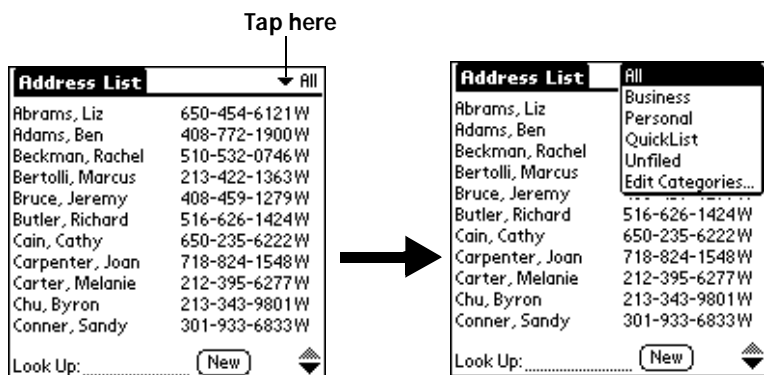 Tap here
Address List All
Abrams, Liz 650-454-6121W
Adams, Ben 408-772-1900W
Beckman, Rachel 510-532-0746W
Bertolli, Marcus 213-422-1363W
Bruce, Jeremy 408-459-1279W
Butler, Richard 516-626-1424W
Cain, Cathy 650-235-6222W
Carpenter, Joan 718-824-1548W
Carter, Melanie 212-395-6277W
Chu, Byron 213-343-9801W
Conner, Sandy 301-933-6833W
Look Up: New
Address List
All
Business
Personal
QuickList
Unfiled
Edit Categories...
Abrams, Liz
Adams, Ben
Beckman, Rachel
Bertolli, Marcus
Bruce, Jeremy
Butler, Richard 516-626-1424W
Cain, Cathy 650-235-6222W
Carpenter, Joan 718-824-1548W
Carter, Melanie 212-395-6277W
Chu, Byron 213-343-9801W
Conner, Sandy 301-933-6833W
Look Up: New